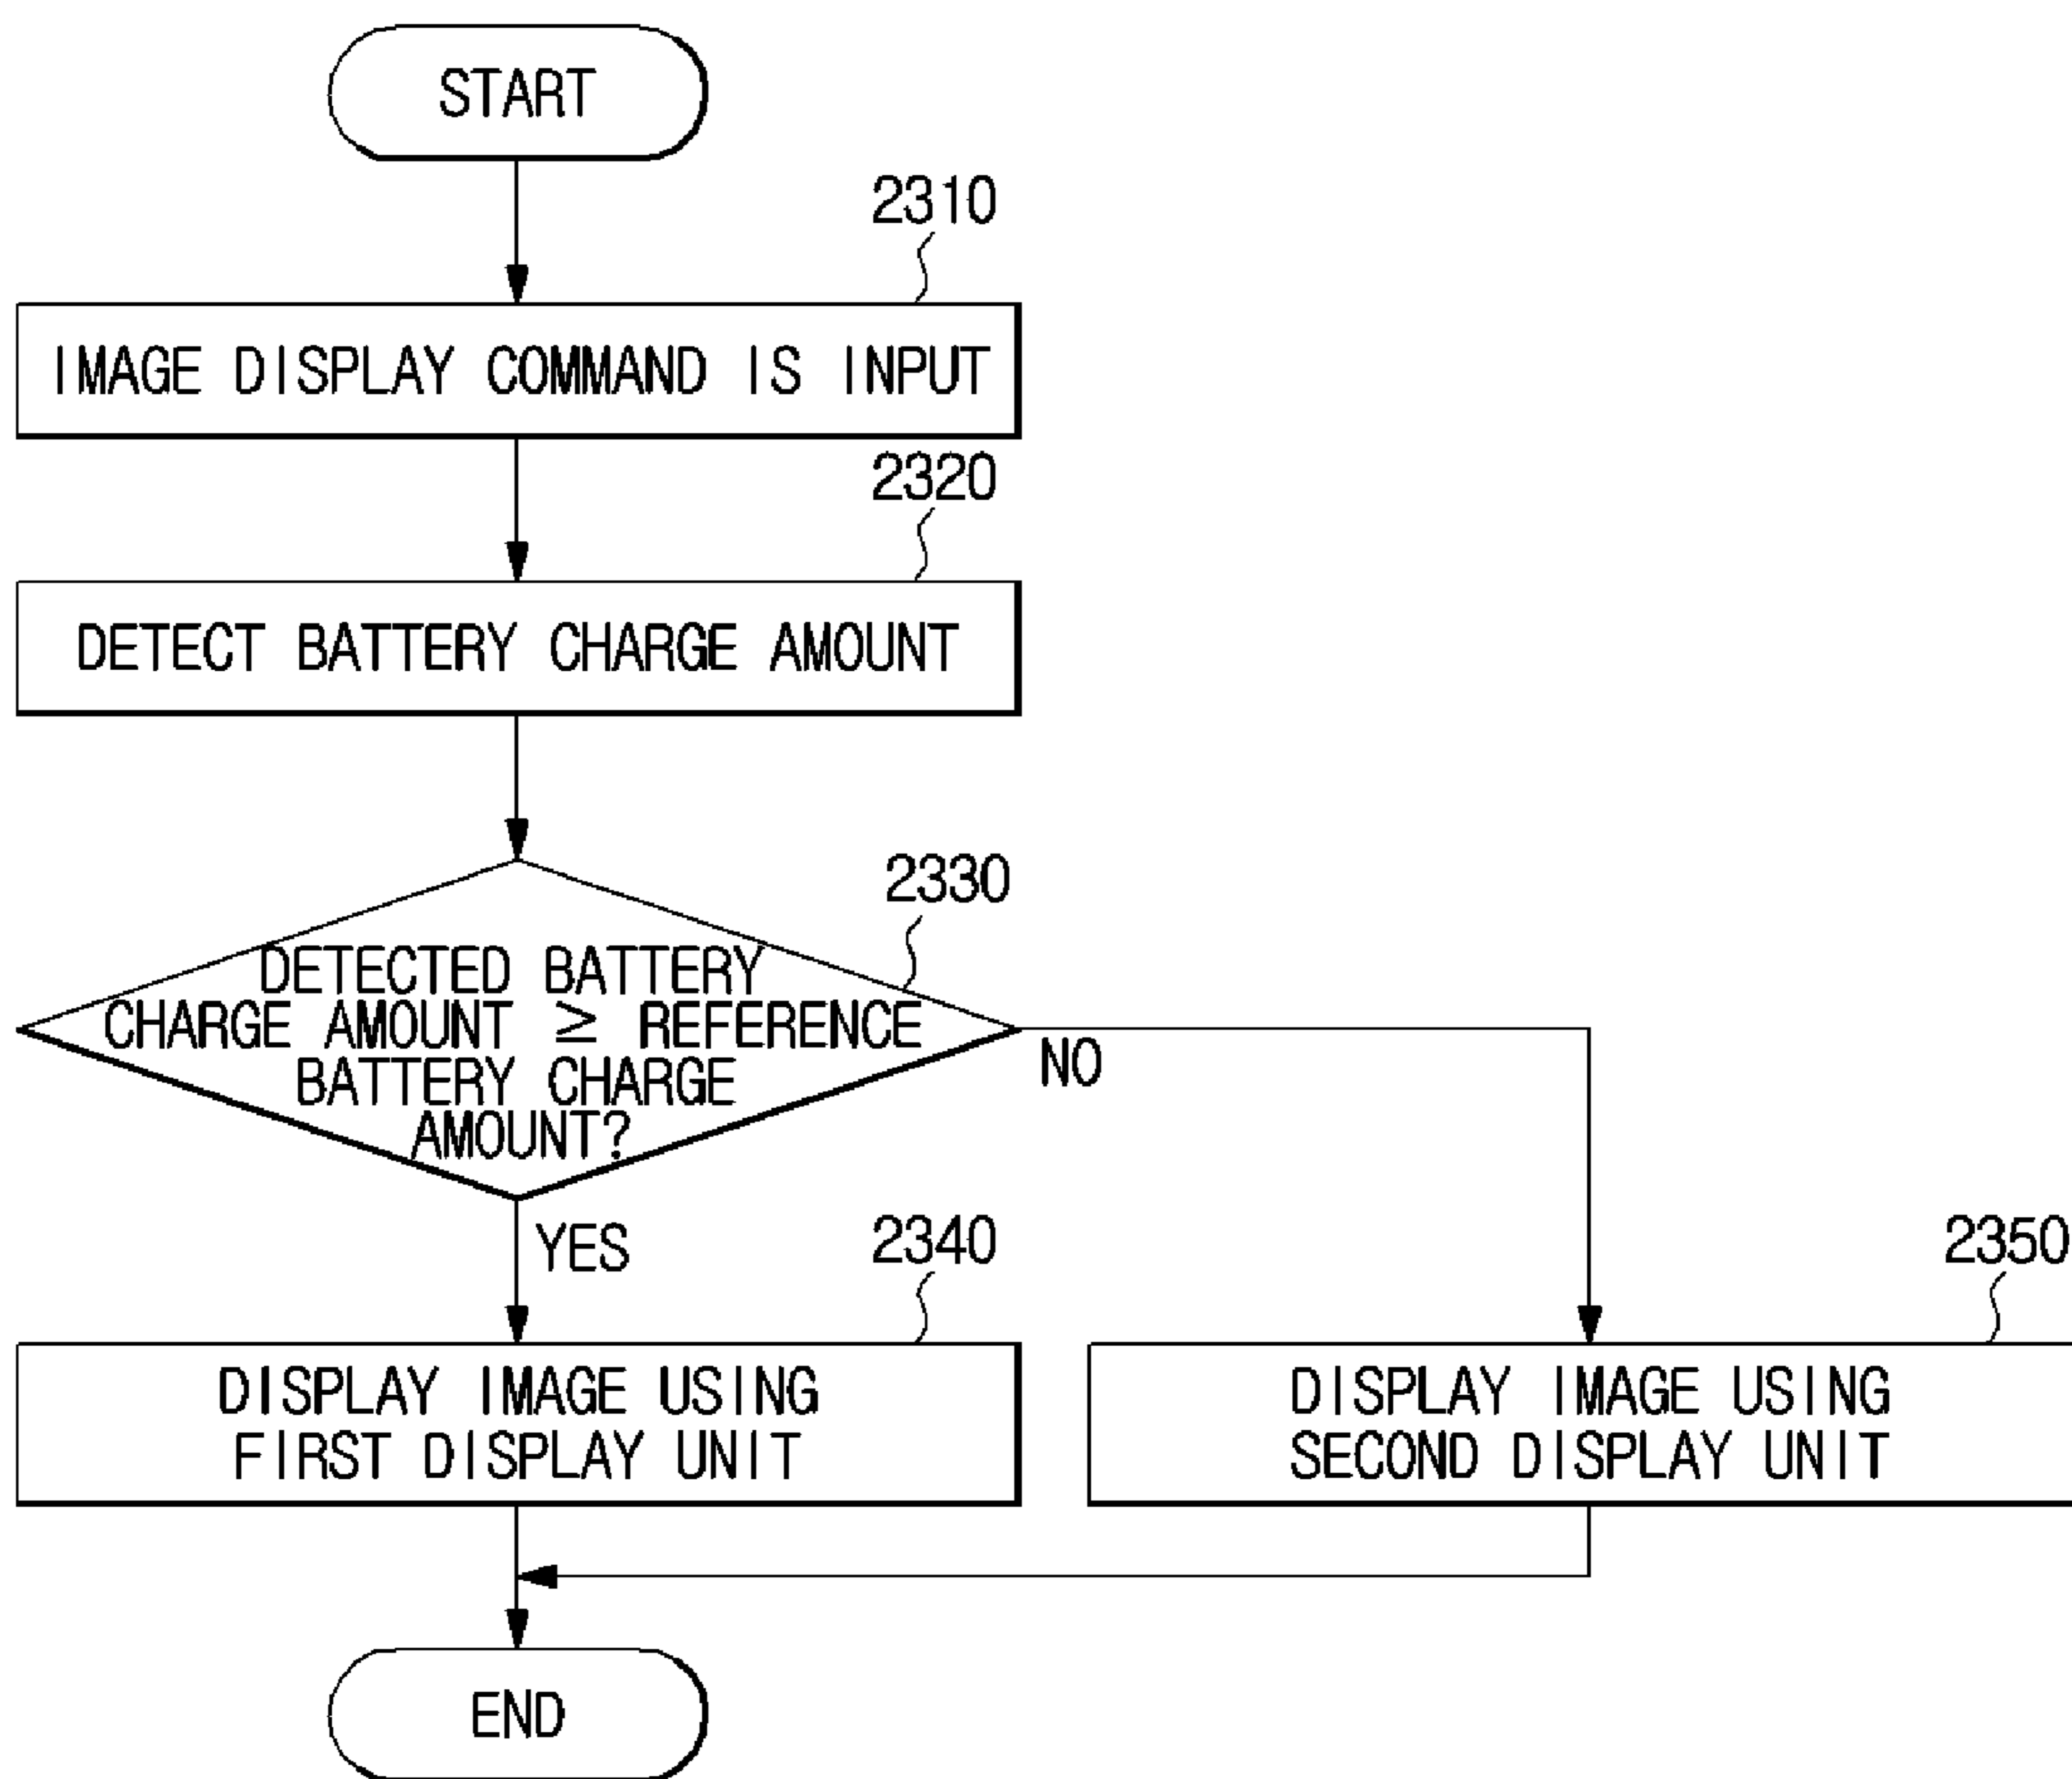 START
2310
IMAGE DISPLAY COMMAND IS INPUT
2320
DETECT BATTERY CHARGE AMOUNT
2330
DETECTED BATTERY
CHARGE AMOUNT ≥ REFERENCE
BATTERY CHARGE
AMOUNT?
NO
YES
2340
DISPLAY IMAGE USING
FIRST DISPLAY UNIT
2350
DISPLAY IMAGE USING
SECOND DISPLAY UNIT
END